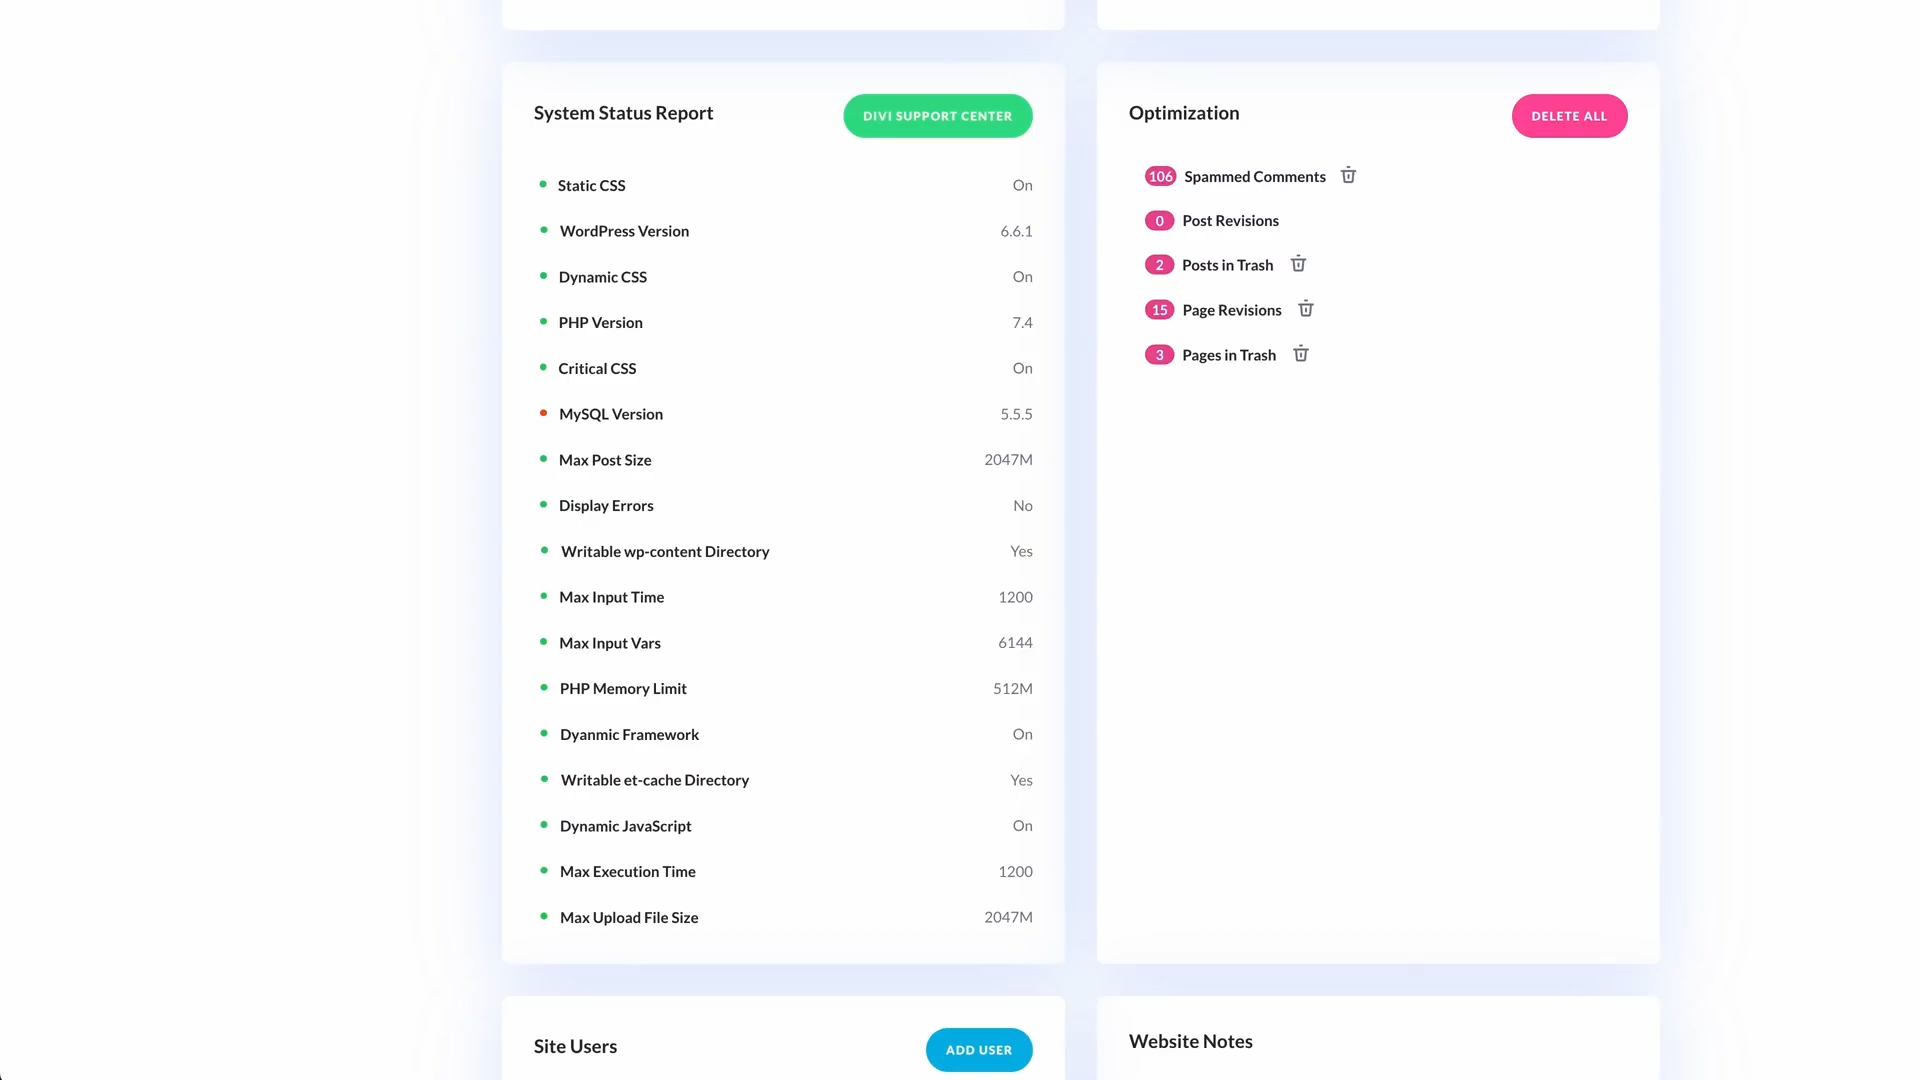 System Status Report
DIVI SUPPORT CENTER
Static CSS On
WordPress Version 6.6.1
Dynamic CSS On
PHP Version 7.4
Critical CSS On
MySQL Version 5.5.5
Max Post Size 2047M
Display Errors No
Writable wp-content Directory Yes
Max Input Time 1200
Max Input Vars 6144
PHP Memory Limit 512M
Dyanmic Framework On
Writable et-cache Directory Yes
Dynamic JavaScript On
Max Execution Time 1200
Max Upload File Size 2047M
Optimization
DELETE ALL
106 Spammed Comments
0 Post Revisions
2 Posts in Trash
15 Page Revisions
3 Pages in Trash
Site Users
ADD USER
Website Notes